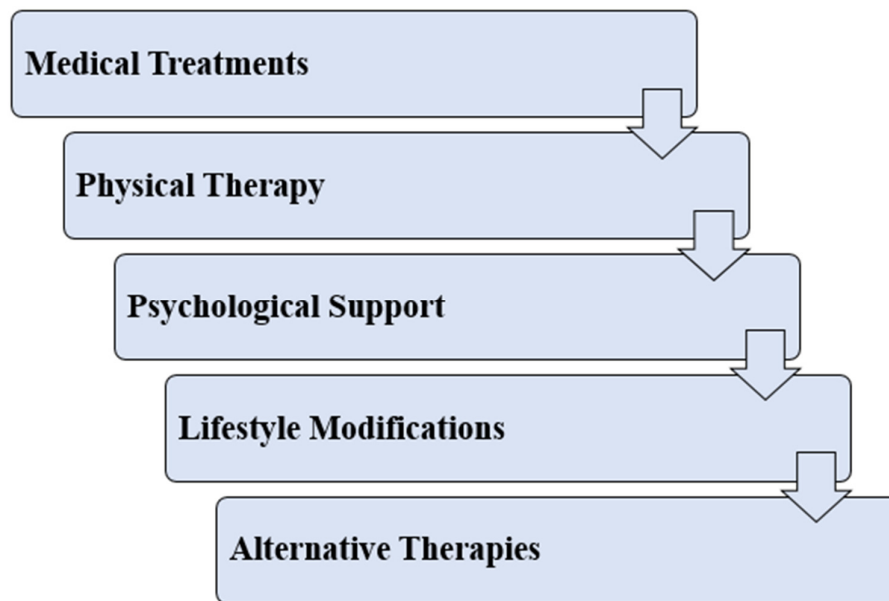 Medical Treatments
Physical Therapy
Psychological Support
Lifestyle Modifications
Alternative Therapies